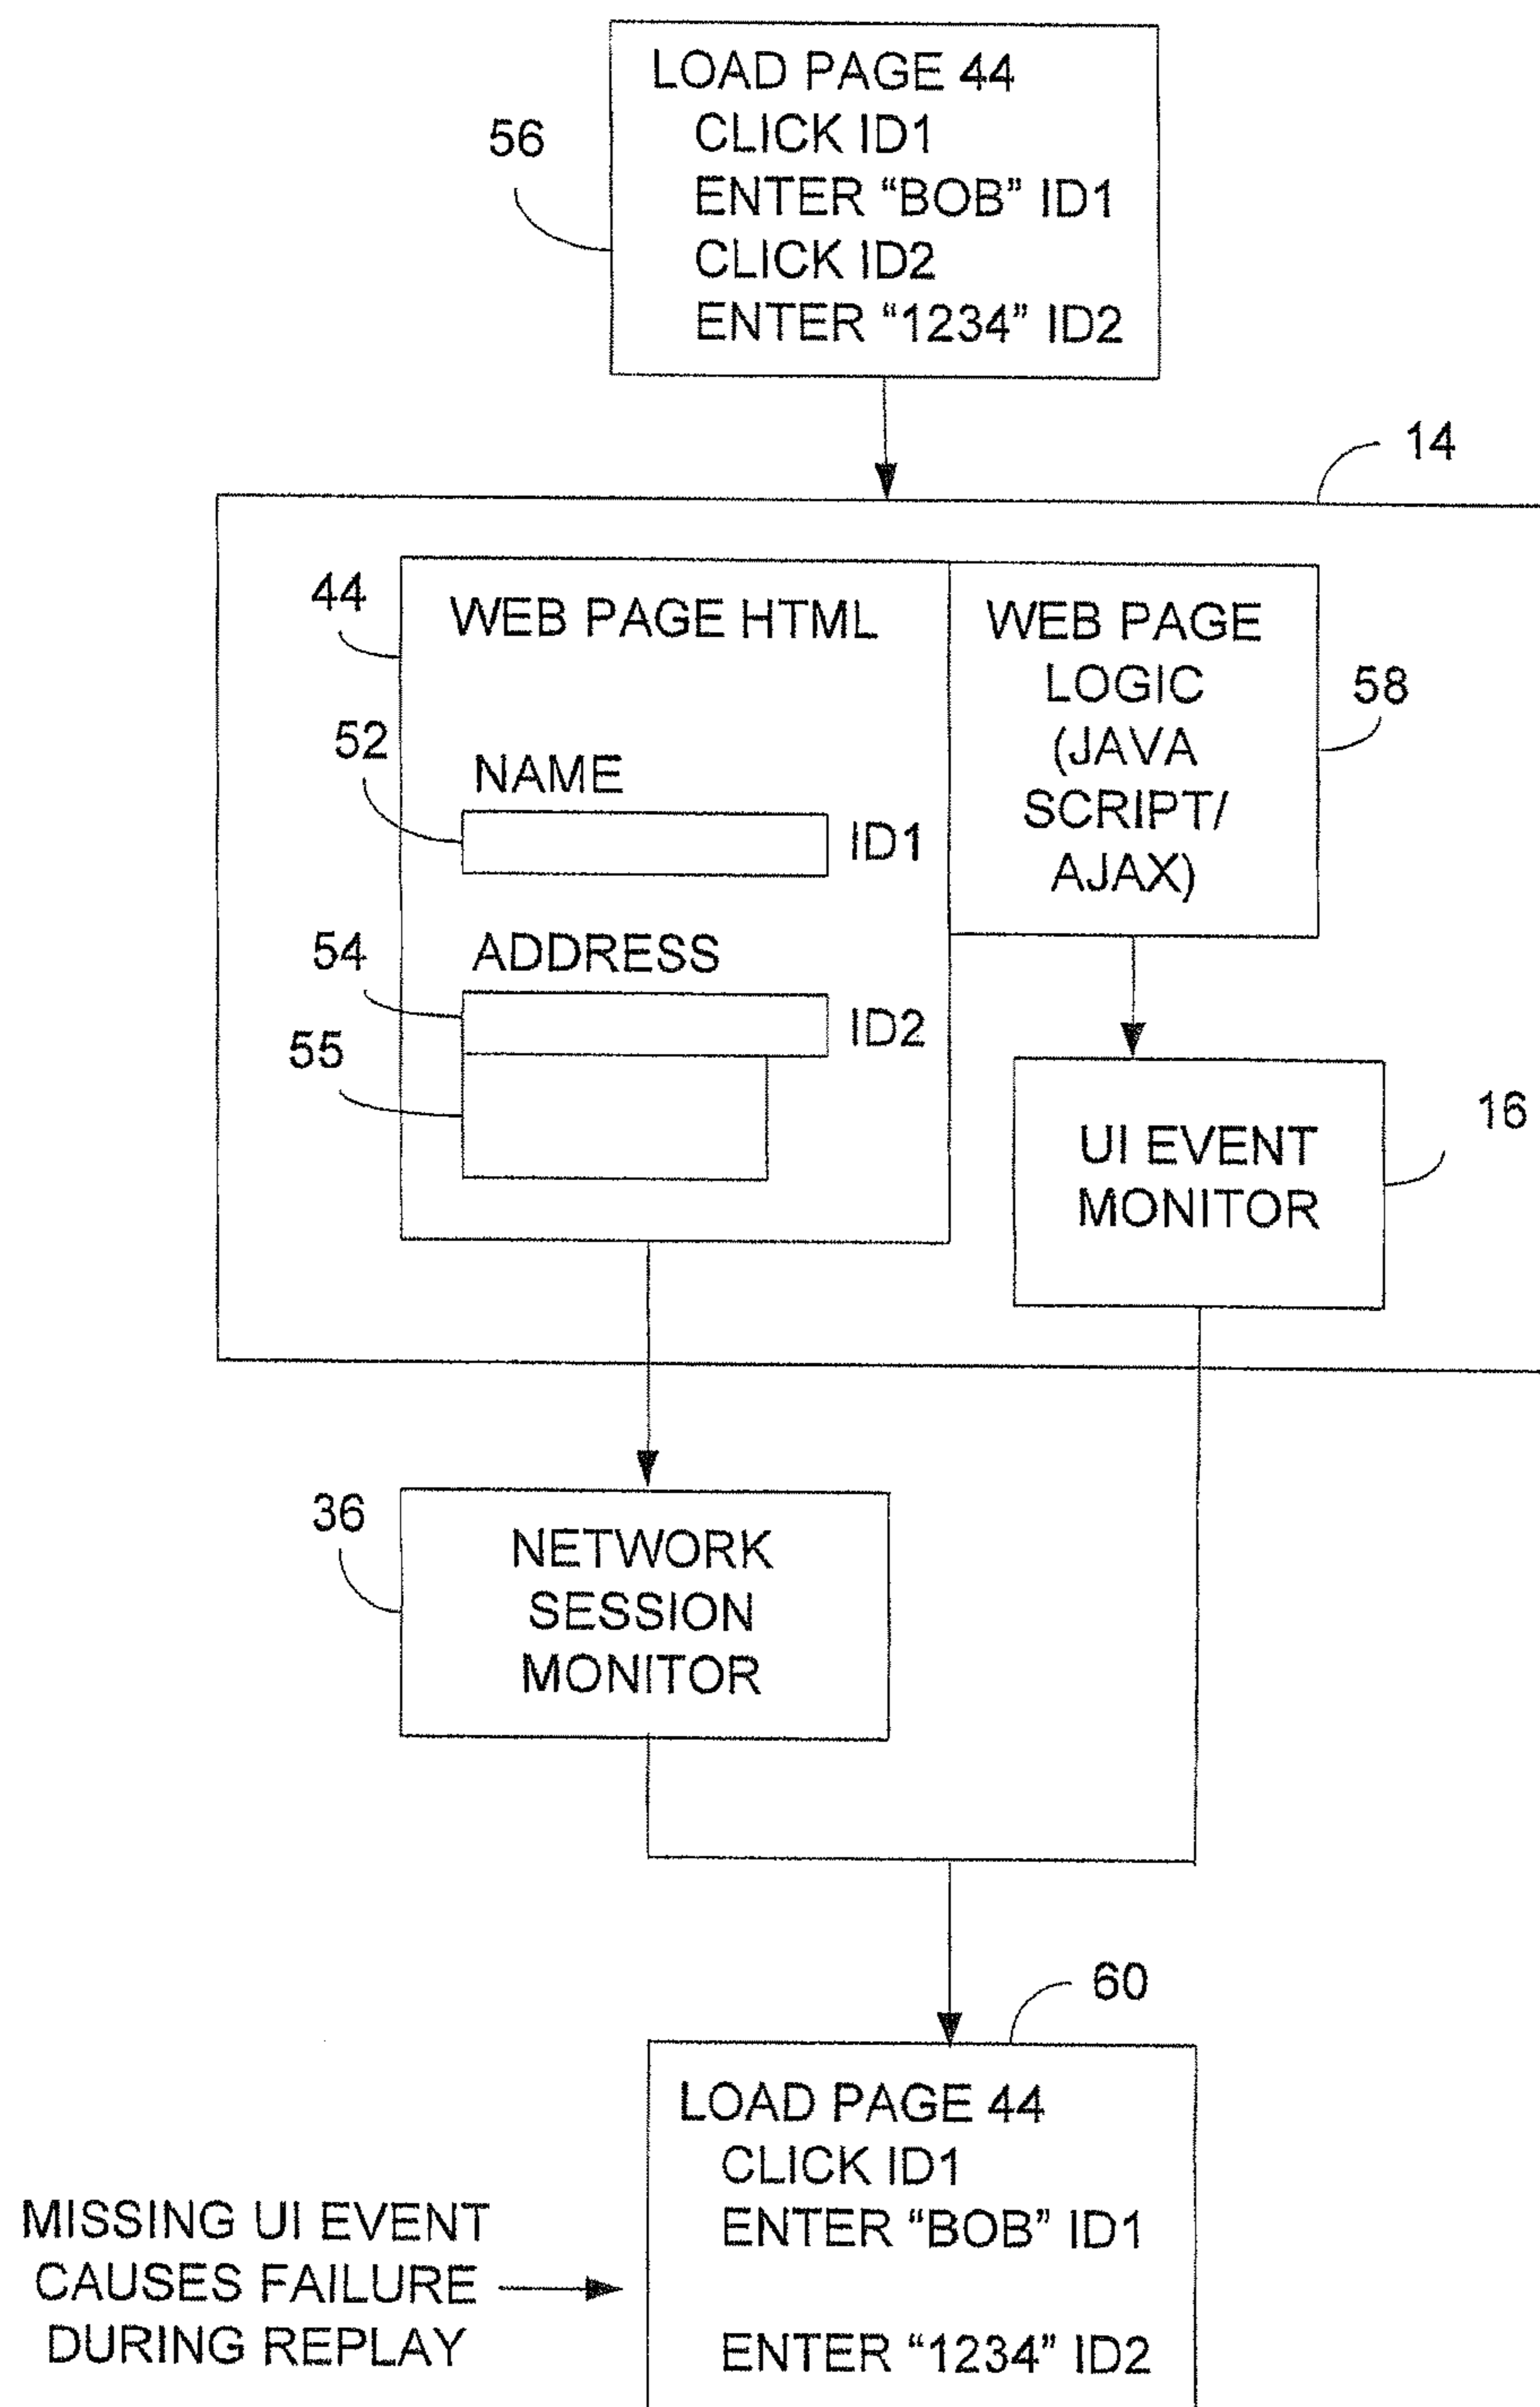 LOAD PAGE 44
CLICK ID1
ENTER “BOB” ID1
CLICK ID2
ENTER “1234” ID2
56
14
44
WEB PAGE HTML
WEB PAGE
LOGIC
(JAVA
SCRIPT/
AJAX)
58
52
NAME
ID1
54
ADDRESS
ID2
55
UI EVENT
MONITOR
16
36
NETWORK
SESSION
MONITOR
60
LOAD PAGE 44
CLICK ID1
ENTER “BOB” ID1
ENTER “1234” ID2
MISSING UI EVENT
CAUSES FAILURE
DURING REPLAY